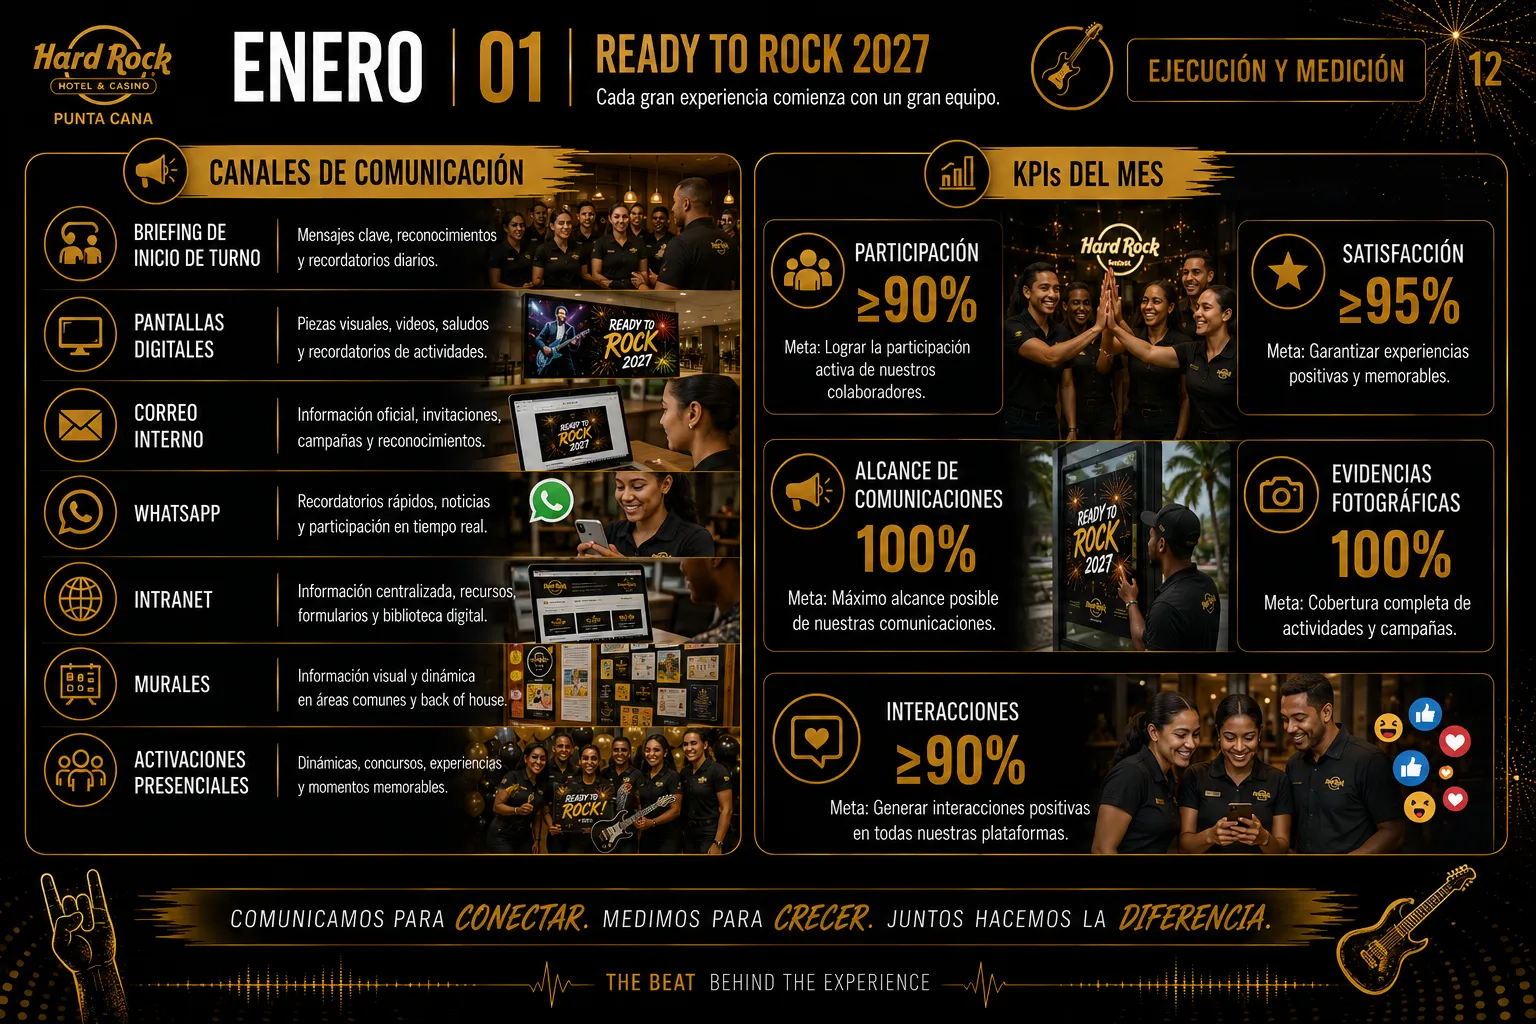 Hard Rock
HOTEL & CASINO
PUNTA CANA
ENERO
01
READY TO ROCK 2027
Cada gran experiencia comienza con un gran equipo.
EJECUCIÓN Y MEDICIÓN
12
CANALES DE COMUNICACIÓN
BRIEFING DE
INICIO DE TURNO
Mensajes clave, reconocimientos
y recordatorios diarios.
PANTALLAS
DIGITALES
Piezas visuales, videos, saludos
y recordatorios de actividades.
READY TO
ROCK
2027
CORREO
INTERNO
Información oficial, invitaciones,
campañas y reconocimientos.
READY TO
ROCK
2027
WHATSAPP
Recordatorios rápidos, noticias
y participación en tiempo real.
INTRANET
Información centralizada, recursos,
formularios y biblioteca digital.
MURALES
Información visual y dinámica
en áreas comunes y back of house.
ACTIVACIONES
PRESENCIALES
Dinámicas, concursos, experiencias
y momentos memorables.
READY TO
ROCK!
KPIs DEL MES
PARTICIPACIÓN
≥90%
Meta: Lograr la participación
activa de nuestros
colaboradores.
Hard Rock
SATISFACCIÓN
≥95%
Meta: Garantizar experiencias
positivas y memorables.
ALCANCE DE
COMUNICACIONES
100%
Meta: Máximo alcance posible
de nuestras comunicaciones.
READY TO
ROCK
2027
Hard Rock
EVIDENCIAS
FOTOGRÁFICAS
100%
Meta: Cobertura completa de
actividades y campañas.
INTERACCIONES
≥90%
Meta: Generar interacciones positivas
en todas nuestras plataformas.
COMUNICAMOS PARA CONECTAR. MEDIMOS PARA CRECER. JUNTOS HACEMOS LA DIFERENCIA.
THE BEAT BEHIND THE EXPERIENCE